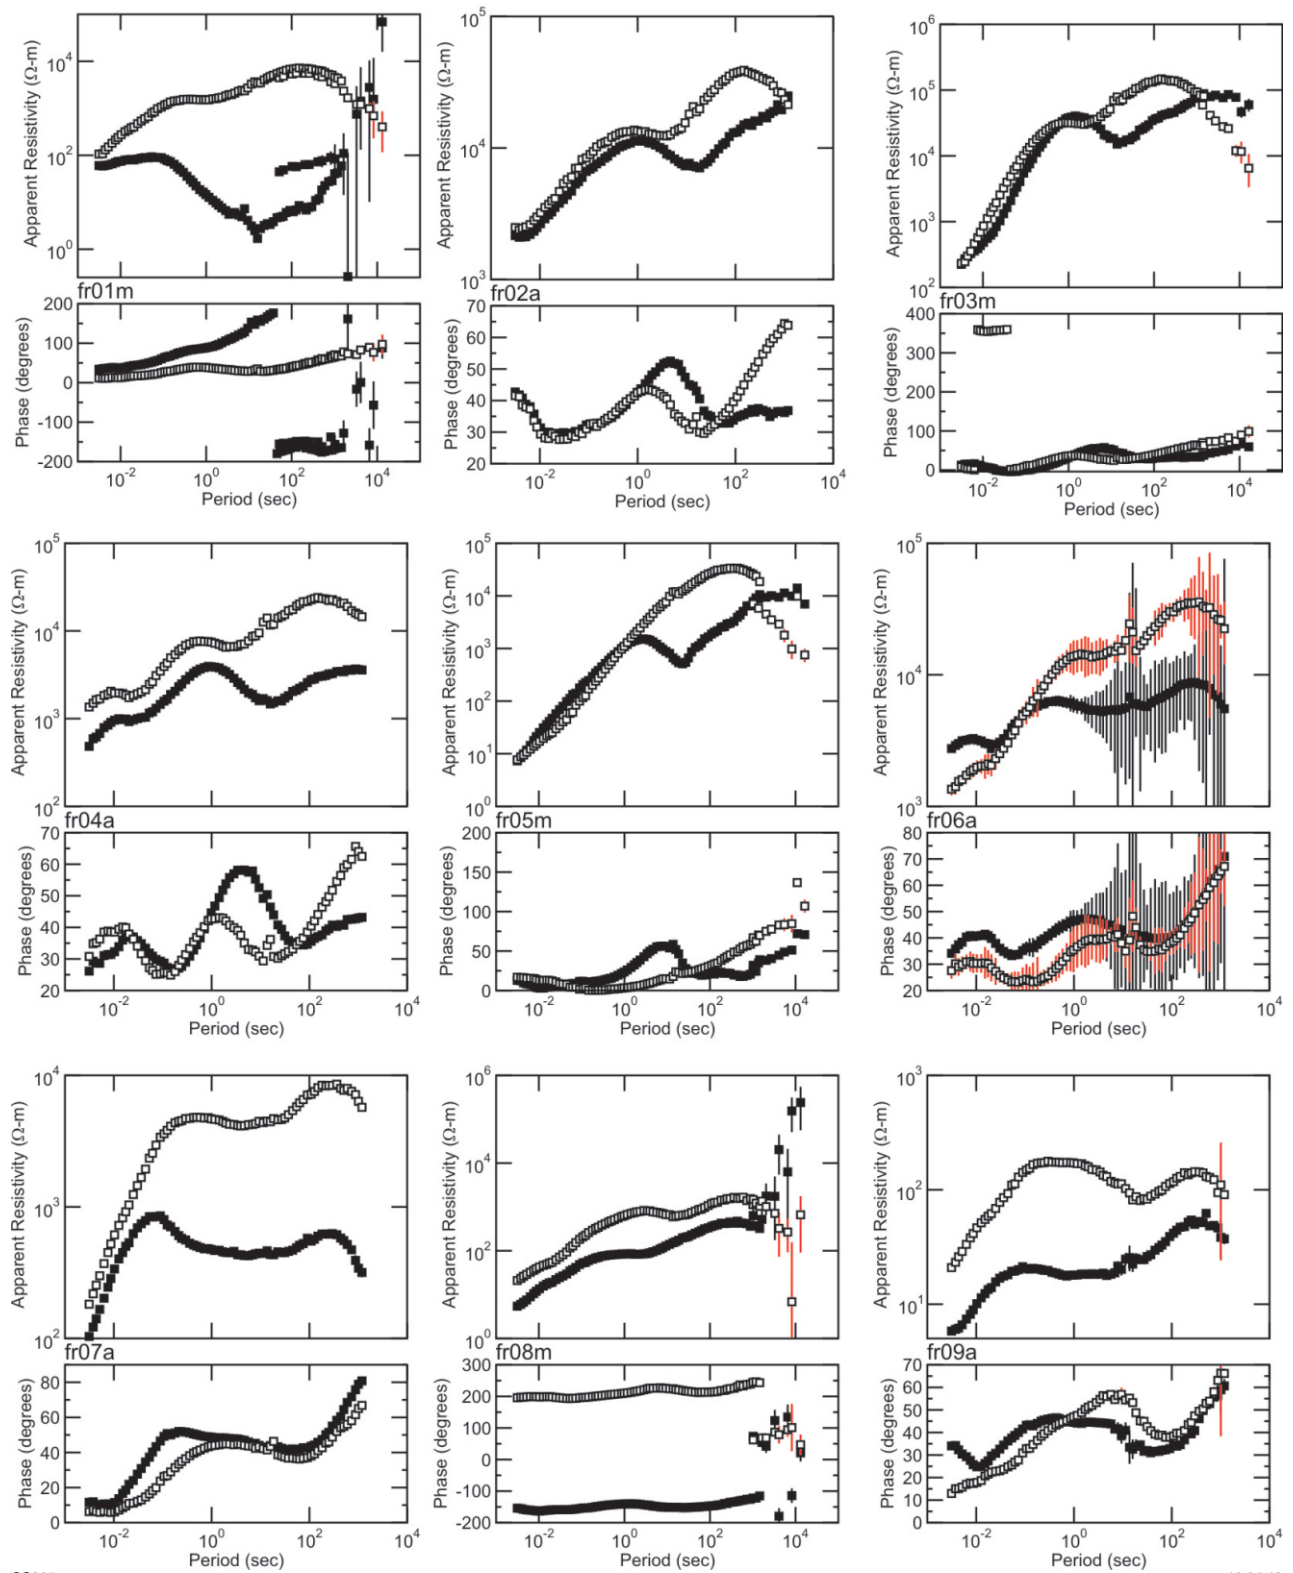 Apparent Resistivity (Ω-m)
10^4
10^2
10^0
fr01m
Phase (degrees)
200
100
0
-100
-200
10^-2 10^0 10^2 10^4
Period (sec)
Apparent Resistivity (Ω-m)
10^5
10^4
10^3
fr02a
Phase (degrees)
70
60
50
40
30
20
10^-2 10^0 10^2 10^4
Period (sec)
Apparent Resistivity (Ω-m)
10^6
10^5
10^4
10^3
10^2
fr03m
Phase (degrees)
400
300
200
100
0
10^-2 10^0 10^2 10^4
Period (sec)
Apparent Resistivity (Ω-m)
10^5
10^4
10^3
10^2
fr04a
Phase (degrees)
70
60
50
40
30
20
10^-2 10^0 10^2 10^4
Period (sec)
Apparent Resistivity (Ω-m)
10^5
10^4
10^3
10^2
10^1
10^0
fr05m
Phase (degrees)
200
150
100
50
0
10^-2 10^0 10^2 10^4
Period (sec)
Apparent Resistivity (Ω-m)
10^5
10^4
10^3
fr06a
Phase (degrees)
80
70
60
50
40
30
20
10^-2 10^0 10^2 10^4
Period (sec)
Apparent Resistivity (Ω-m)
10^4
10^3
10^2
fr07a
Phase (degrees)
80
60
40
20
0
10^-2 10^0 10^2 10^4
Period (sec)
Apparent Resistivity (Ω-m)
10^6
10^4
10^2
10^0
fr08m
Phase (degrees)
300
200
100
0
-100
-200
10^-2 10^0 10^2 10^4
Period (sec)
Apparent Resistivity (Ω-m)
10^3
10^2
10^1
fr09a
Phase (degrees)
70
60
50
40
30
20
10
0
10^-2 10^0 10^2 10^4
Period (sec)